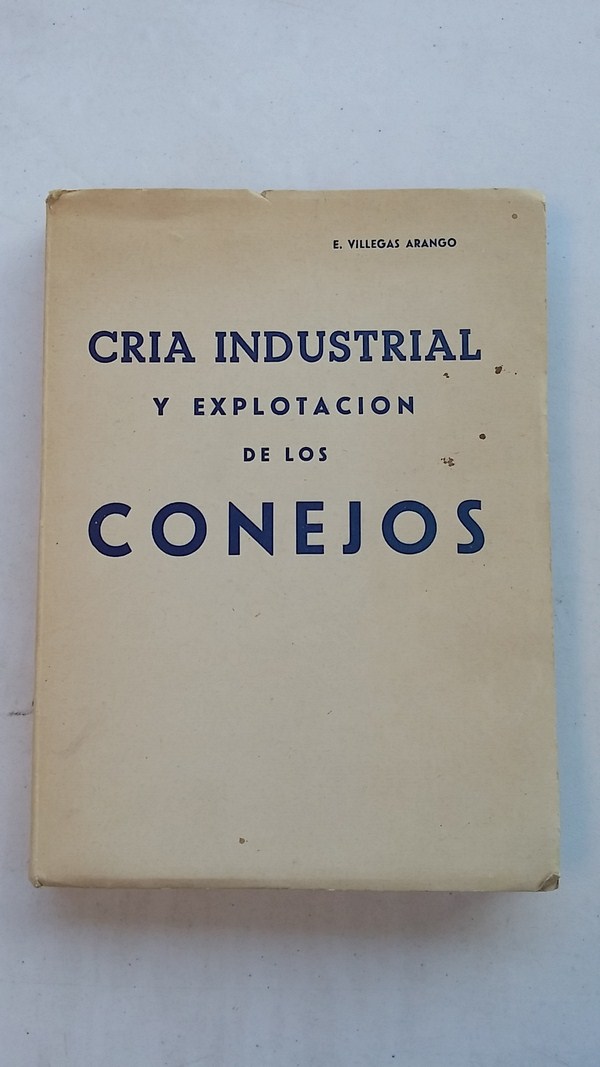 E. VILLEGAS ARANGO
CRIA INDUSTRIAL
Y EXPLOTACION
DE LOS
CONEJOS